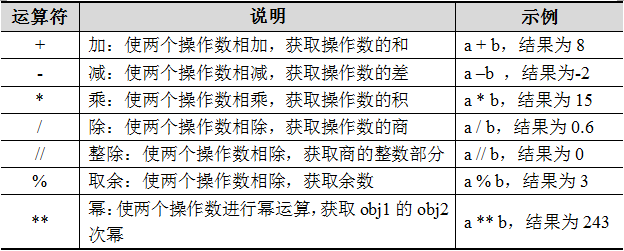 运算符 说明 示例
+ 加：使两个操作数相加，获取操作数的和 a + b，结果为 8
- 减：使两个操作数相减，获取操作数的差 a –b ，结果为-2
* 乘：使两个操作数相乘，获取操作数的积 a * b，结果为 15
/ 除：使两个操作数相除，获取操作数的商 a / b，结果为 0.6
// 整除：使两个操作数相除，获取商的整数部分 a // b，结果为 0
% 取余：使两个操作数相除，获取余数 a % b，结果为 3
** 幂：使两个操作数进行幂运算，获取 obj1 的 obj2 a ** b，结果为 243
次幂